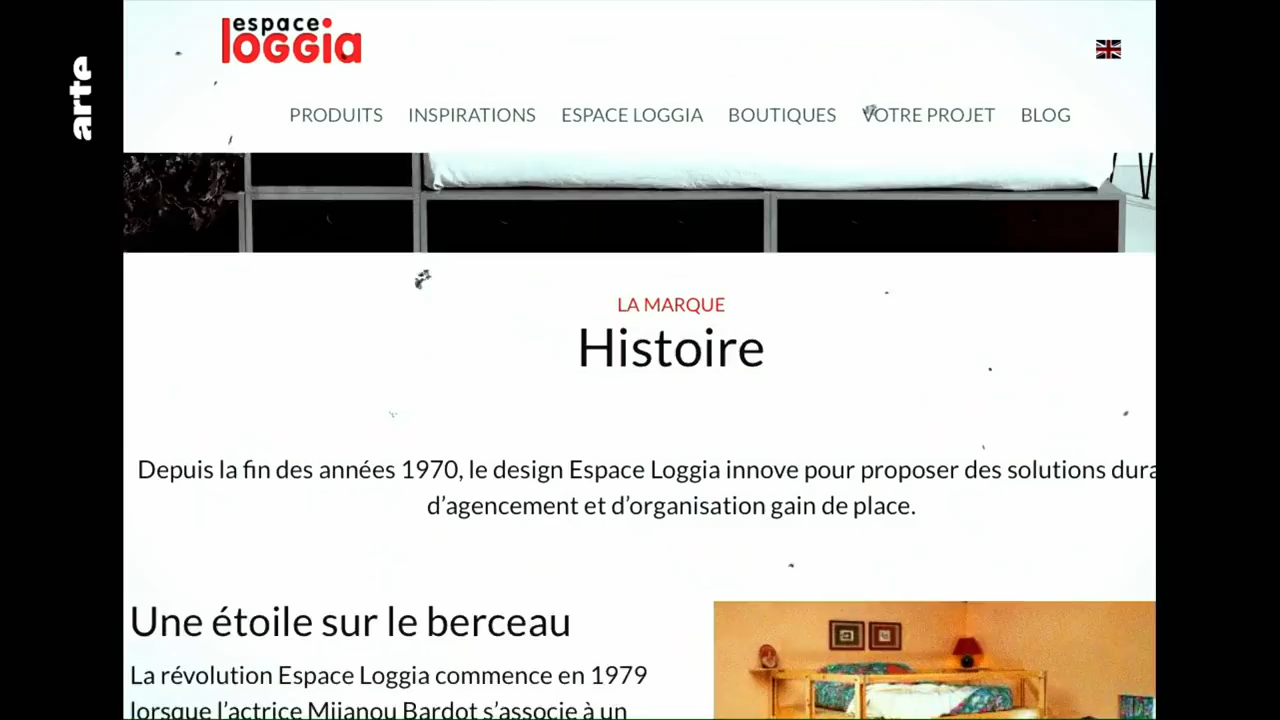 espace
loggia
arte
PRODUITS INSPIRATIONS ESPACE LOGGIA BOUTIQUES VOTRE PROJET BLOG
LA MARQUE
Histoire
Depuis la fin des années 1970, le design Espace Loggia innove pour proposer des solutions dura
d’agencement et d’organisation gain de place.
Une étoile sur le berceau
La révolution Espace Loggia commence en 1979
lorsque l’actrice Mijanou Bardot s’associe à un